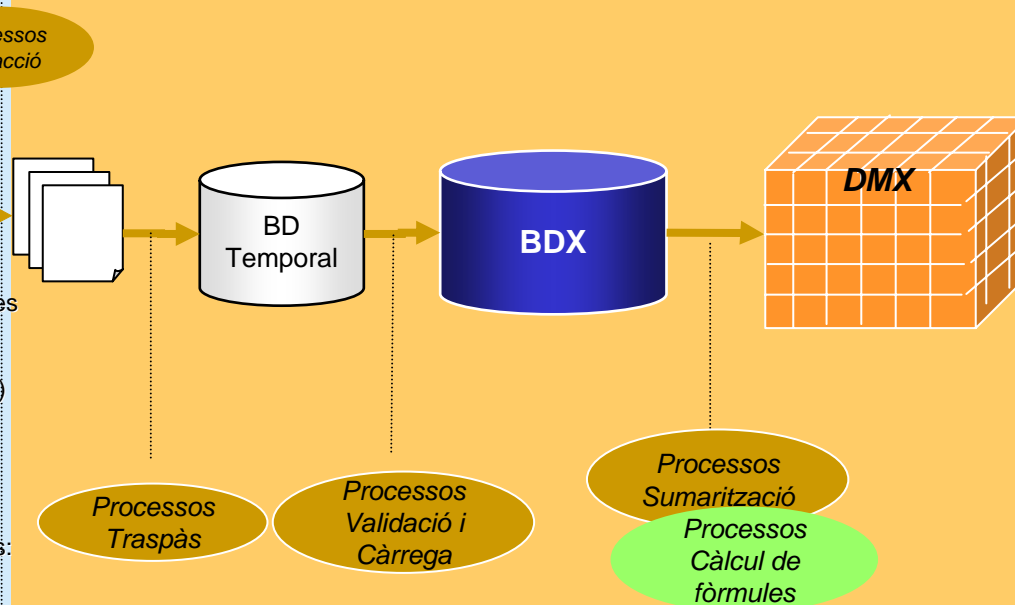 DMX
BD
Temporal
BDX
Processos
Traspàs
Processos
Validació i
Càrrega
Processos
Sumarització
Processos
Càlcul de
fòrmules